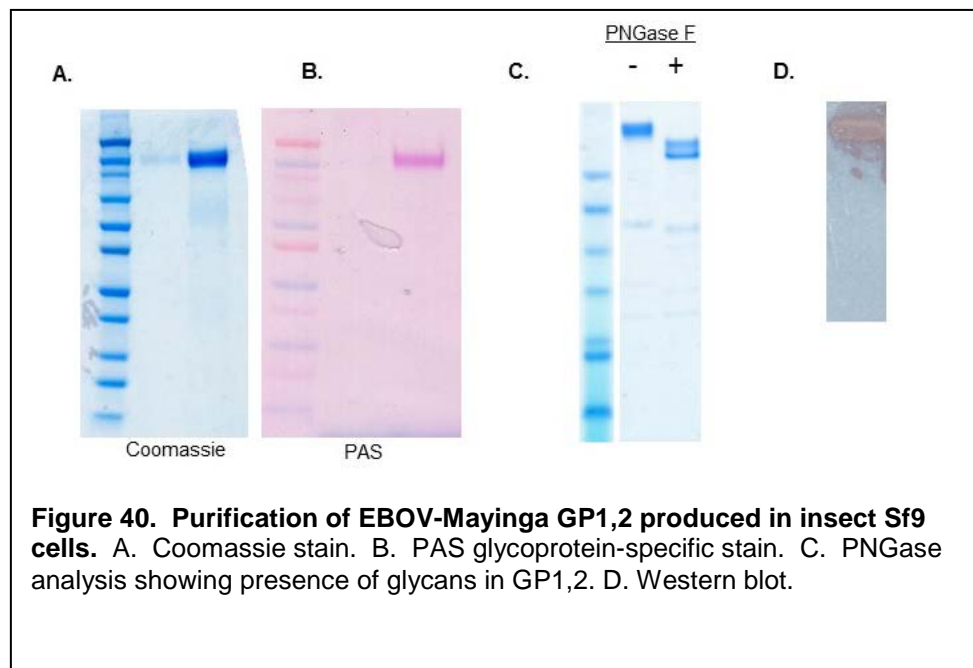 PNGase F
A. B. C. - + D.
Coomassie PAS
Figure 40. Purification of EBOV-Mayinga GP1,2 produced in insect Sf9
cells. A. Coomassie stain. B. PAS glycoprotein-specific stain. C. PNGase
analysis showing presence of glycans in GP1,2. D. Western blot.